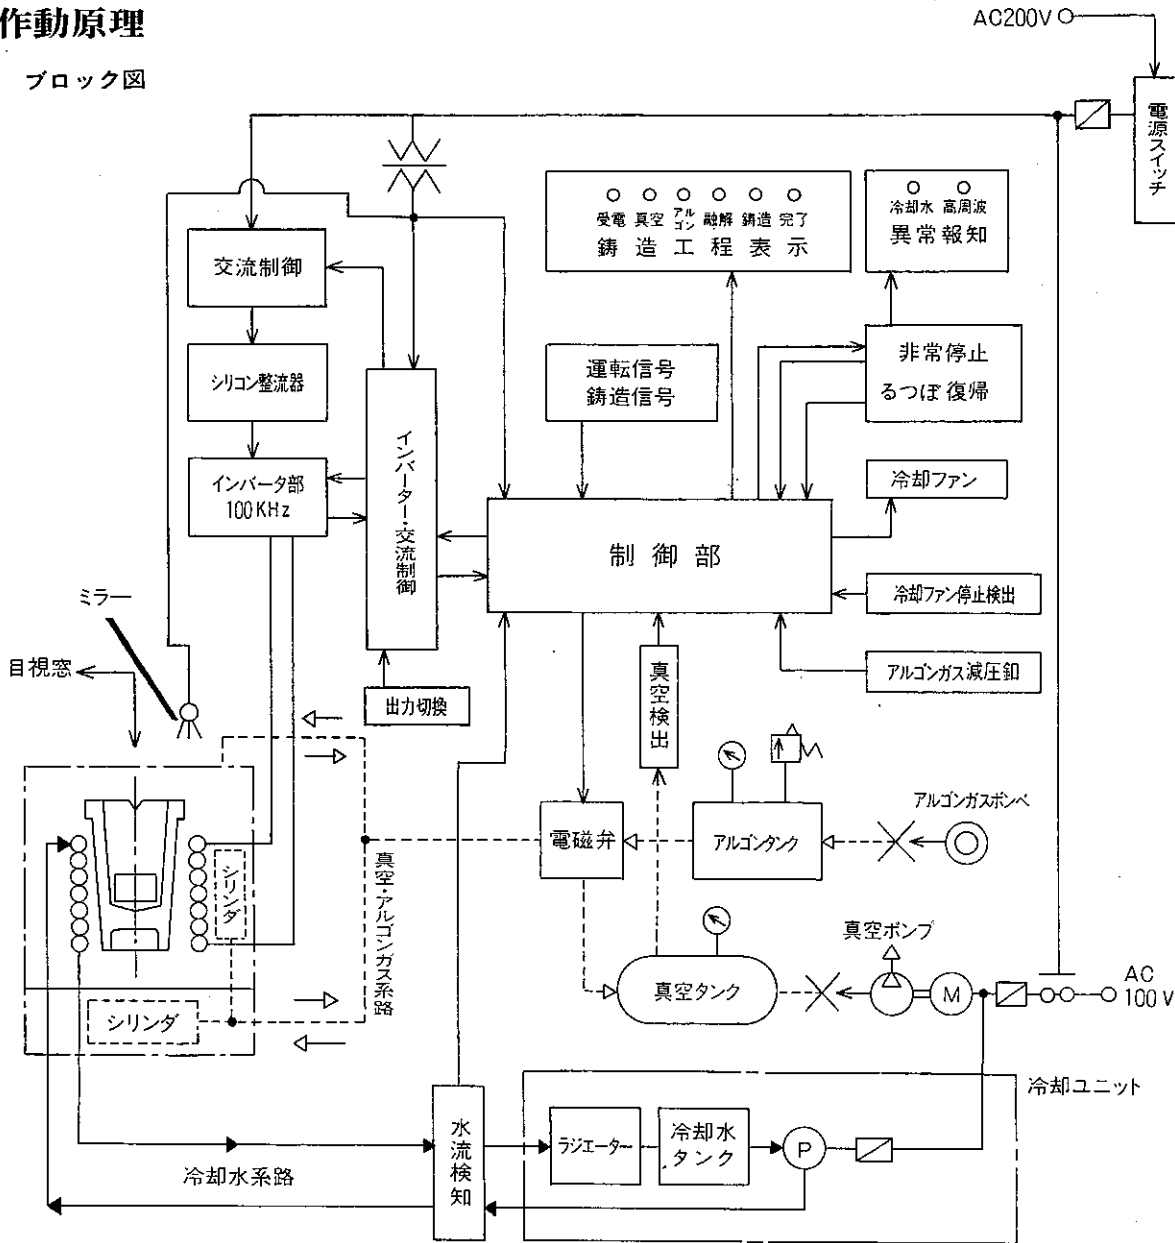 作動原理
ブロック図
AC200V
電源スイッチ
受電 真空 アルゴン 融解 鋳造 完了
鋳造工程表示
冷却水 高周波
異常報知
交流制御
シリコン整流器
インバータ部
100KHz
インバーター・交流制御
出力切換
運転信号
鋳造信号
非常停止
るつぼ復帰
冷却ファン
制御部
冷却ファン停止検出
アルゴンガス減圧釦
真空検出
ミラー
目視窓
シリンダ
シリンダ
真空・アルゴンガス系路
電磁弁
アルゴンタンク
アルゴンガスボンベ
真空タンク
真空ポンプ
M
AC
100V
冷却ユニット
水流検知
ラジエーター
冷却水
タンク
P
冷却水系路